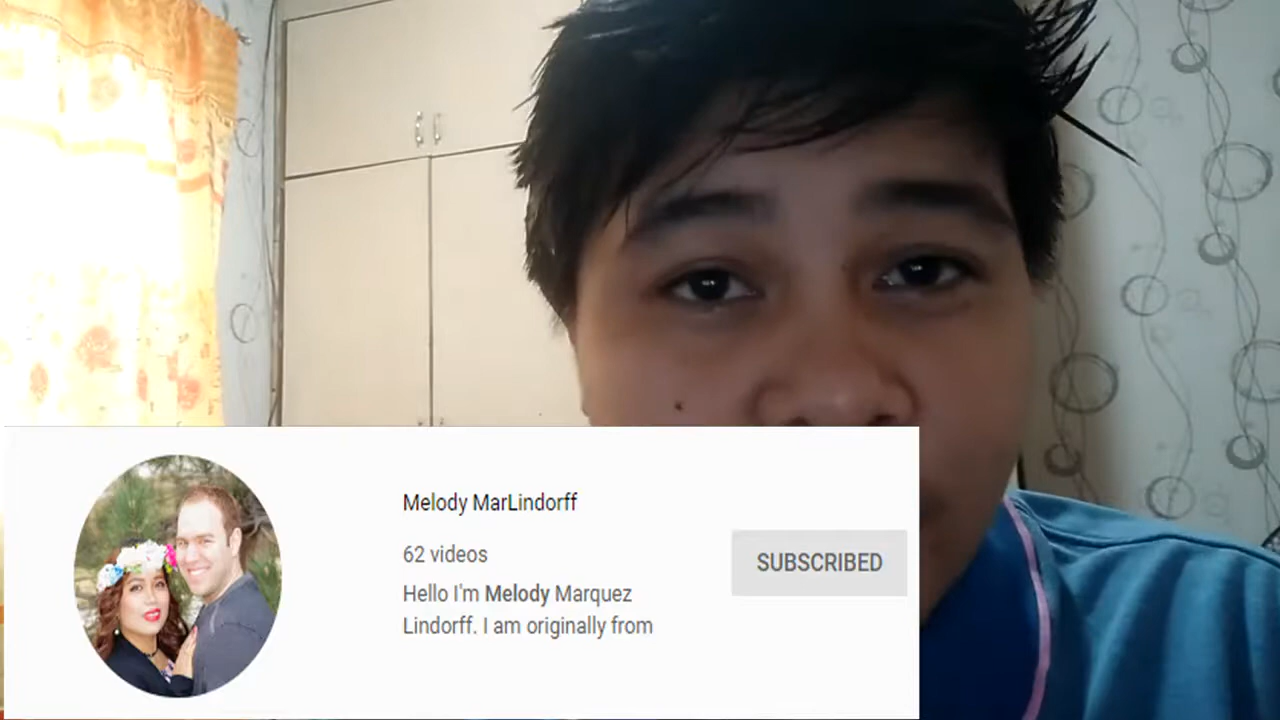 Melody MarLindorff
62 videos
SUBSCRIBED
Hello I'm Melody Marquez
Lindorff. I am originally from